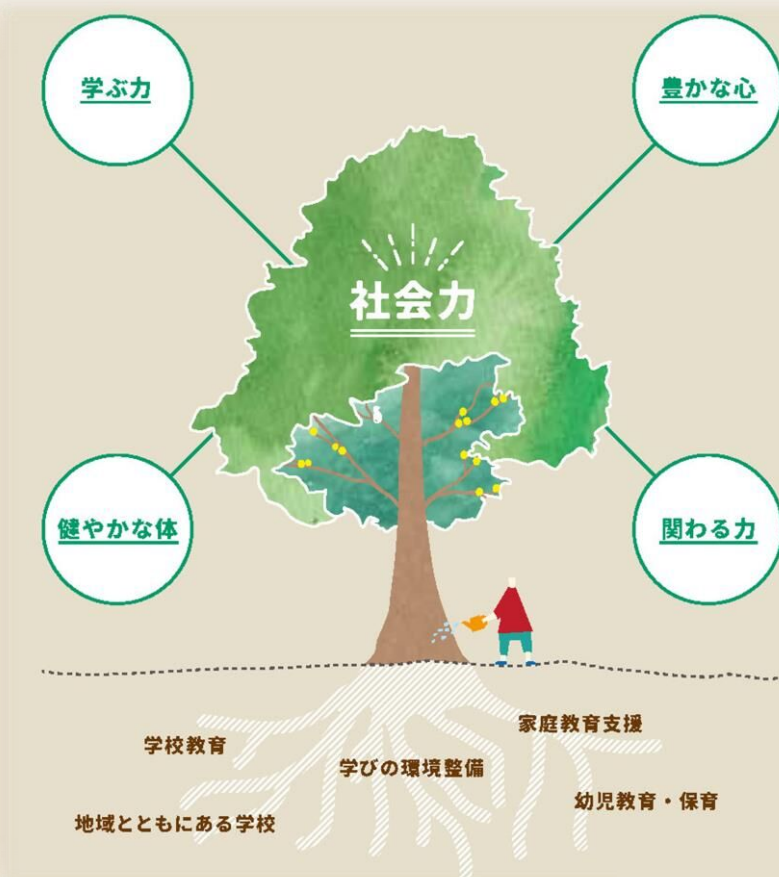 学ぶ力
豊かな心
社会力
健やかな体
関わる力
家庭教育支援
学校教育
学びの環境整備
幼児教育・保育
地域とともにある学校